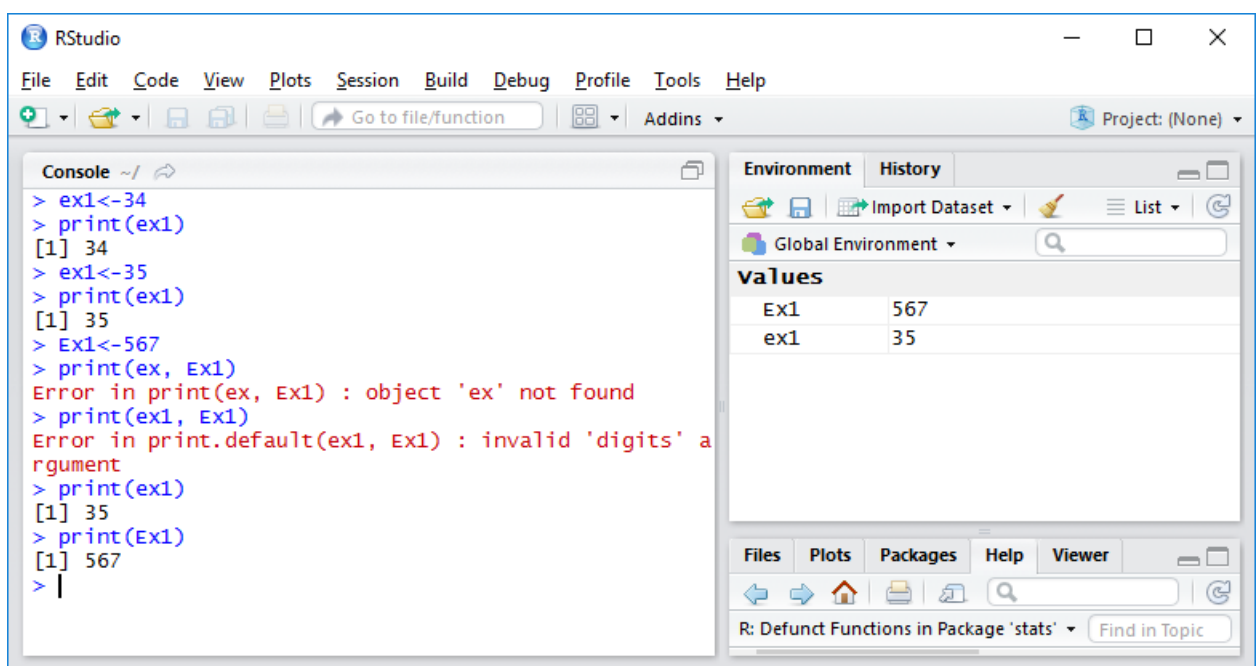 RStudio
File Edit Code View Plots Session Build Debug Profile Tools Help
Go to file/function Addins Project: (None)
Console ~/
> ex1<-34
> print(ex1)
[1] 34
> ex1<-35
> print(ex1)
[1] 35
> Ex1<-567
> print(ex, Ex1)
Error in print(ex, Ex1) : object 'ex' not found
> print(ex1, Ex1)
Error in print.default(ex1, Ex1) : invalid 'digits' a
rgument
> print(ex1)
[1] 35
> print(Ex1)
[1] 567
>
Environment History
Import Dataset List
Global Environment
Values
Ex1 567
ex1 35
Files Plots Packages Help Viewer
R: Defunct Functions in Package 'stats' Find in Topic